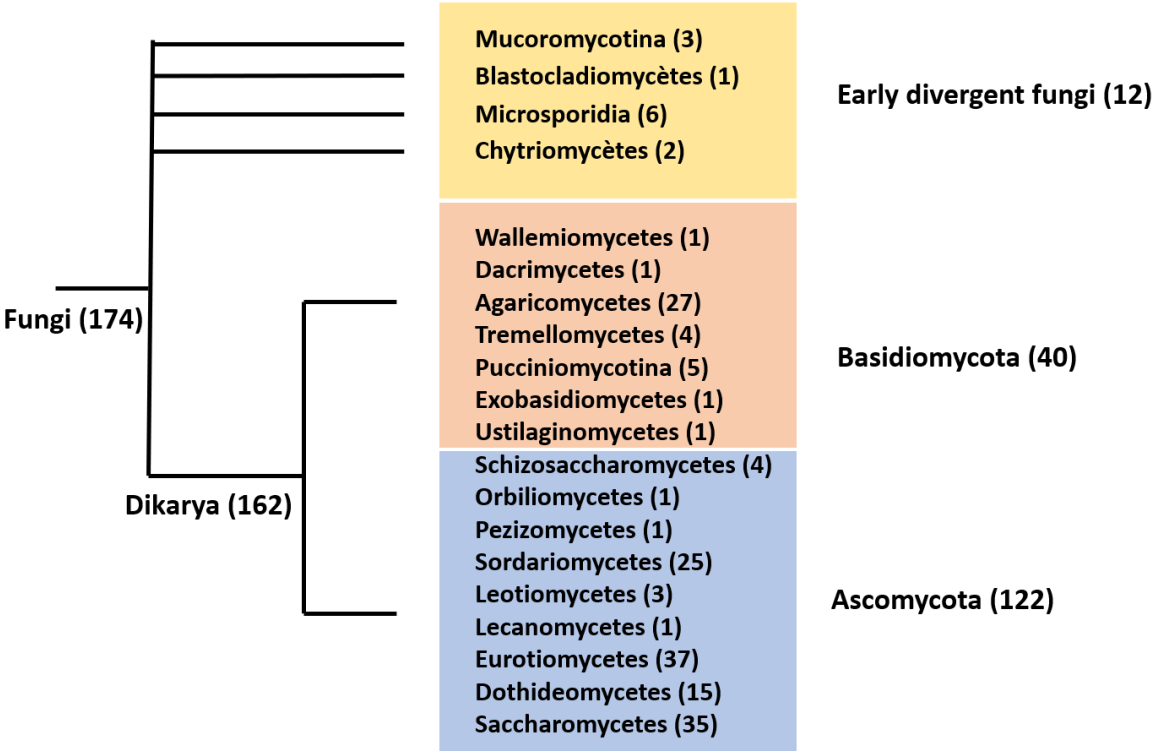 Mucoromycotina (3)
Blastocladiomycètes (1)
Microsporidia (6)
Chytriomycètes (2)
Early divergent fungi (12)
Wallemiomycetes (1)
Dacrimycetes (1)
Agaricomycetes (27)
Tremellomycetes (4)
Pucciniomycotina (5)
Exobasidiomycetes (1)
Ustilaginomycetes (1)
Basidiomycota (40)
Fungi (174)
Schizosaccharomycetes (4)
Orbiliomycetes (1)
Pezizomycetes (1)
Sordariomycetes (25)
Leotiomycetes (3)
Lecanomycetes (1)
Eurotiomycetes (37)
Dothideomycetes (15)
Saccharomycetes (35)
Ascomycota (122)
Dikarya (162)